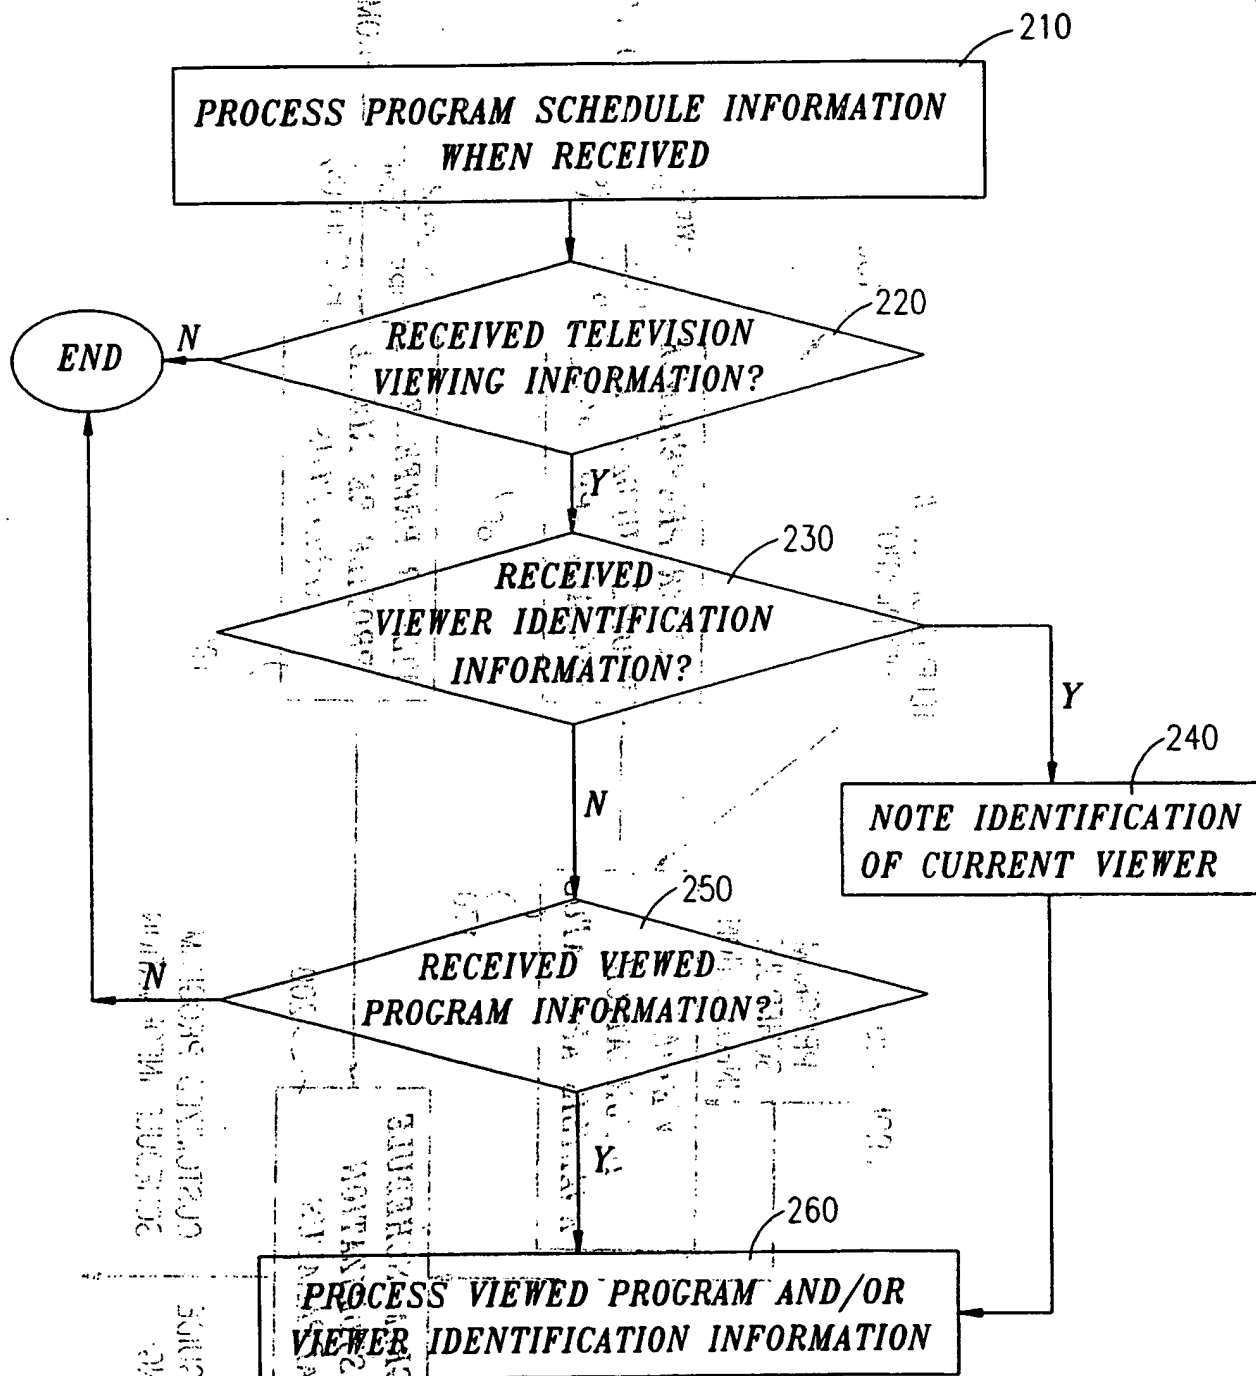 210
PROCESS PROGRAM SCHEDULE INFORMATION
WHEN RECEIVED
220
RECEIVED TELEVISION
VIEWING INFORMATION?
N
END
Y
230
RECEIVED
VIEWER IDENTIFICATION
INFORMATION?
Y
240
NOTE IDENTIFICATION
OF CURRENT VIEWER
N
250
RECEIVED VIEWED
PROGRAM INFORMATION?
N
Y
260
PROCESS VIEWED PROGRAM AND/OR
VIEWER IDENTIFICATION INFORMATION